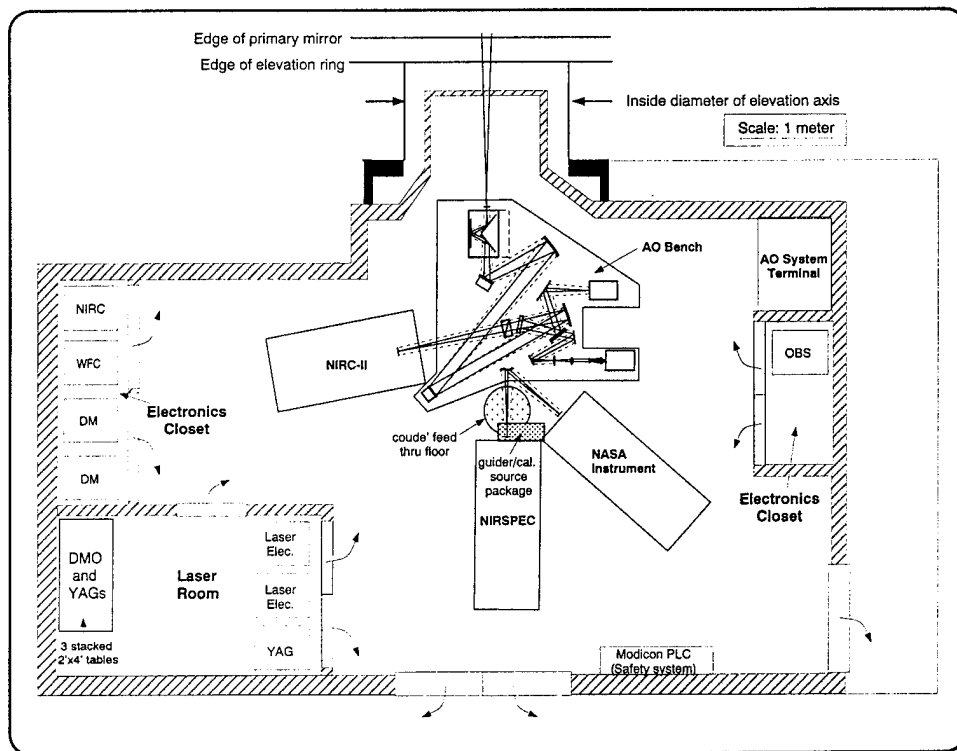 Edge of primary mirror
Edge of elevation ring
Inside diameter of elevation axis
Scale: 1 meter
AO Bench
AO System
Terminal
NIRC
WFC
DM
DM
Electronics
Closet
NIRC-II
OBS
coude' feed
thru floor
guider/cal.
source
package
NASA
Instrument
NIRSPEC
Electronics
Closet
DMO
and
YAGs
Laser
Room
Laser
Elec.
Laser
Elec.
YAG
3 stacked
2'x4' tables
Modicon PLC
(Safety system)